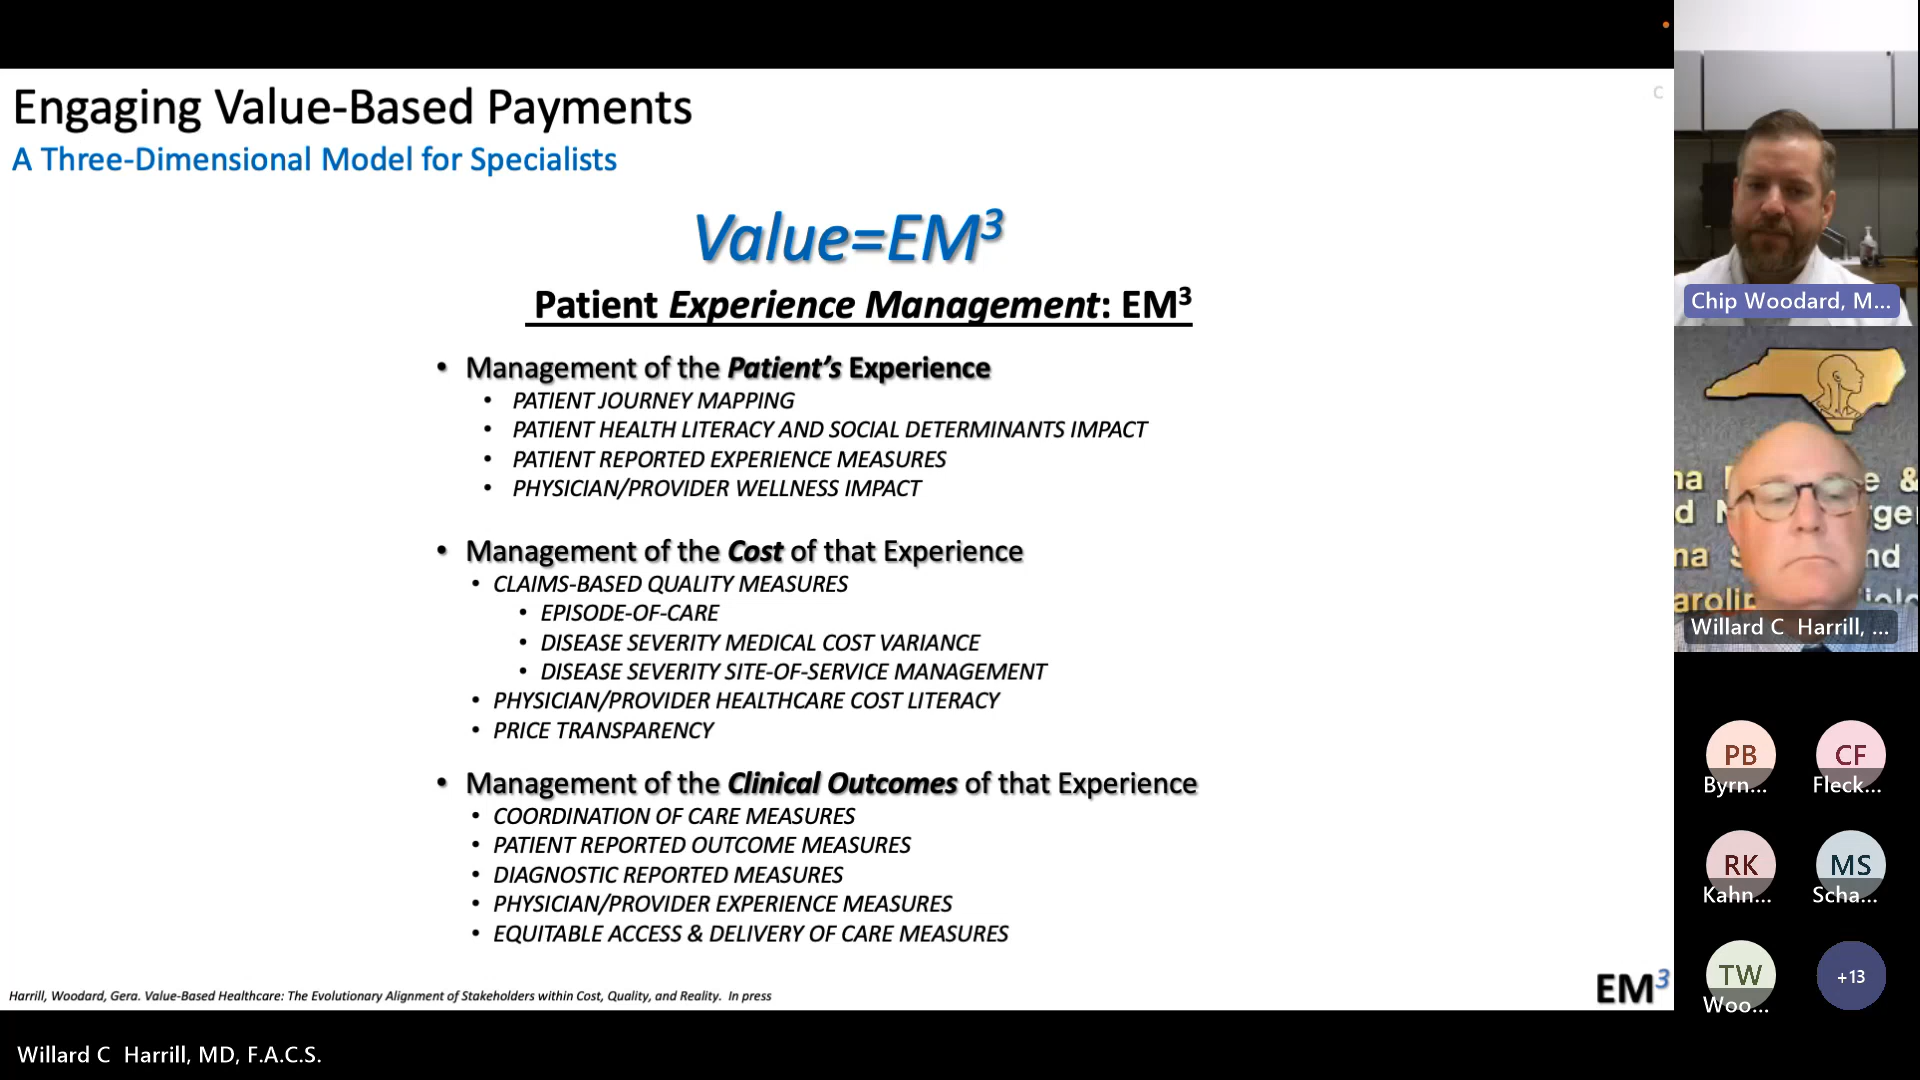 Engaging Value-Based Payments
A Three-Dimensional Model for Specialists
C
Value=EM³
Patient Experience Management: EM³
• Management of the Patient's Experience
• PATIENT JOURNEY MAPPING
• PATIENT HEALTH LITERACY AND SOCIAL DETERMINANTS IMPACT
• PATIENT REPORTED EXPERIENCE MEASURES
• PHYSICIAN/PROVIDER WELLNESS IMPACT
• Management of the Cost of that Experience
• CLAIMS-BASED QUALITY MEASURES
• EPISODE-OF-CARE
• DISEASE SEVERITY MEDICAL COST VARIANCE
• DISEASE SEVERITY SITE-OF-SERVICE MANAGEMENT
• PHYSICIAN/PROVIDER HEALTHCARE COST LITERACY
• PRICE TRANSPARENCY
• Management of the Clinical Outcomes of that Experience
• COORDINATION OF CARE MEASURES
• PATIENT REPORTED OUTCOME MEASURES
• DIAGNOSTIC REPORTED MEASURES
• PHYSICIAN/PROVIDER EXPERIENCE MEASURES
• EQUITABLE ACCESS & DELIVERY OF CARE MEASURES
Harrill, Woodard, Gera. Value-Based Healthcare: The Evolutionary Alignment of Stakeholders within Cost, Quality, and Reality. In press
EM³
Willard C Harrill, MD, F.A.C.S.
Chip Woodard, M...
Willard C Harrill, ...
PB
Byrn...
CF
Fleck...
RK
Kahn...
MS
Scha...
TW
Woo...
+13